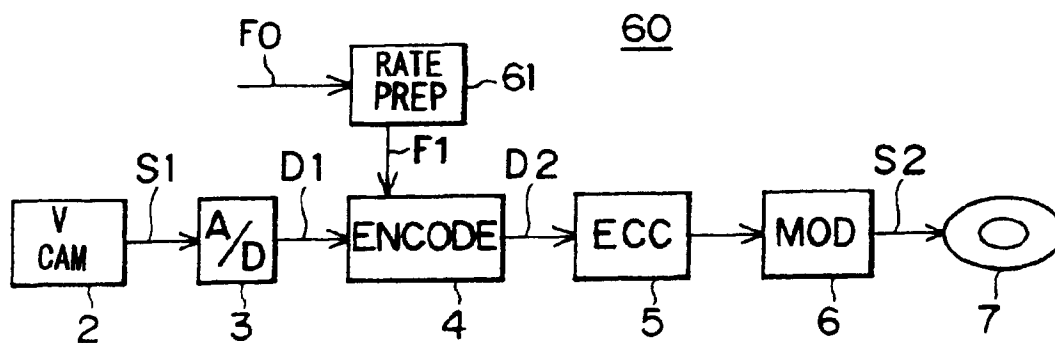 60
F0
RATE
PREP
61
F1
S1
D1
D2
S2
V
CAM
A/D
ENCODE
ECC
MOD
2
3
4
5
6
7